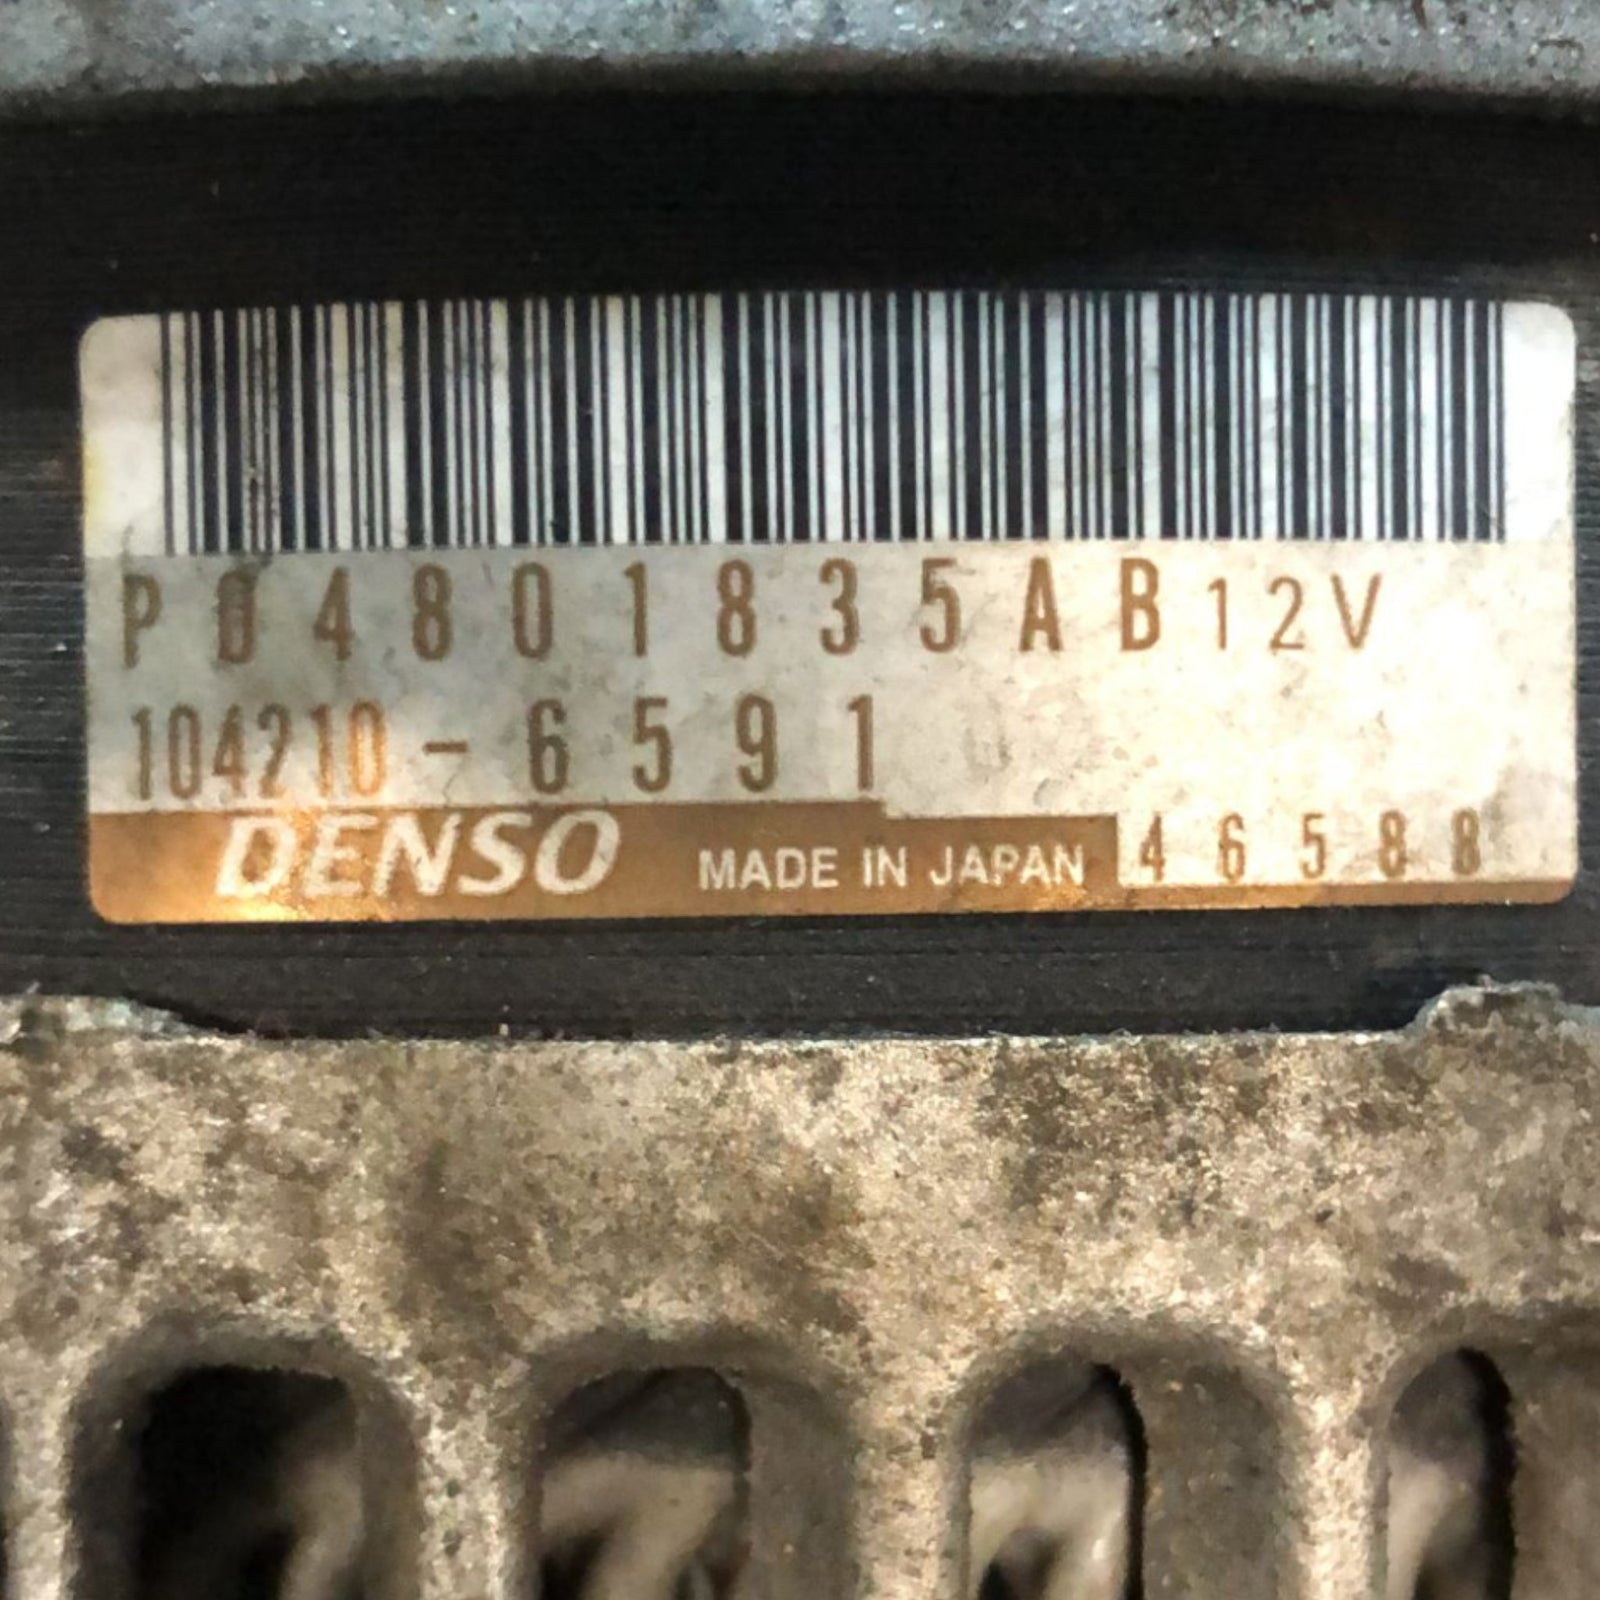 P04801835AB 12V
104210-6591
DENSO MADE IN JAPAN 46588